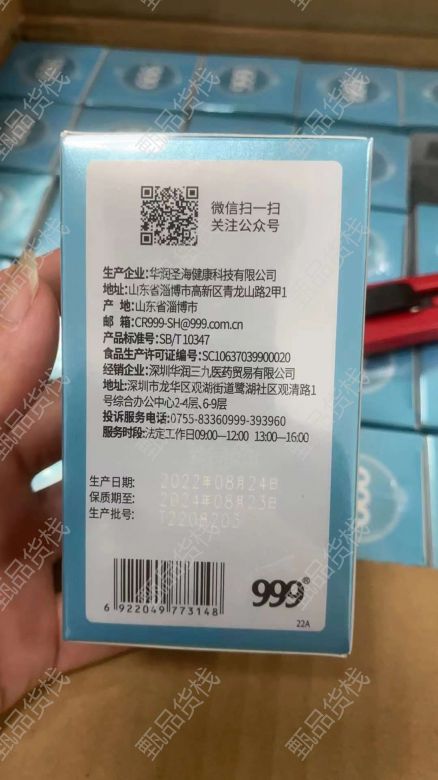 微信扫一扫
关注公众号
生产企业:华润圣海健康科技有限公司
地址:山东省淄博市高新区青龙山路2甲1
产 地:山东省淄博市
邮 箱:CR999-SH@999.com.cn
产品标准号:SB/T 10347
食品生产许可证编号:SC10637039900020
经销企业:深圳华润三九医药贸易有限公司
地址:深圳市龙华区观湖街道鹭湖社区观清路1
号综合办公中心2-4层、6-9层
投诉服务电话:0755-83360999-393960
服务时段:法定工作日09:00—12:00 13:00—16:00
生产日期: 2022年08月24日
保质期至: 2024年08月23日
生产批号: T2208203
6 922049 773148
999®
22A
甄品货栈